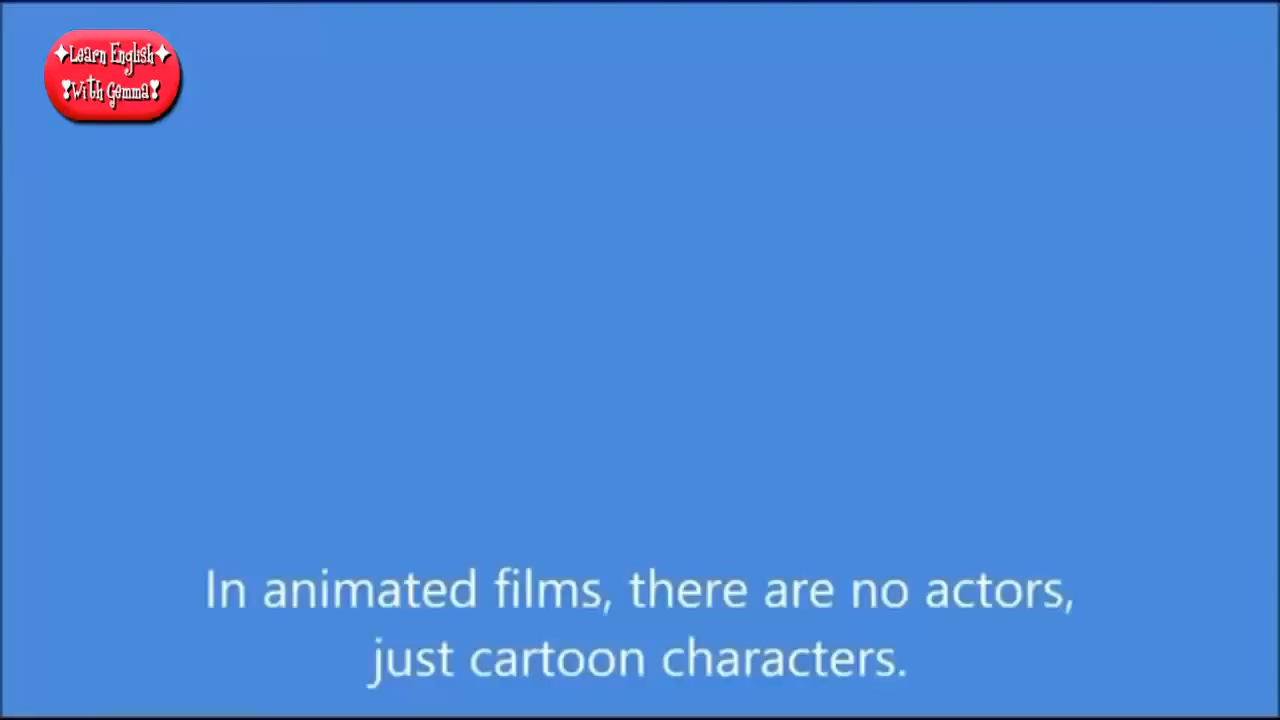 ✦Learn English✦
❣With Gemma❣
In animated films, there are no actors,
just cartoon characters.